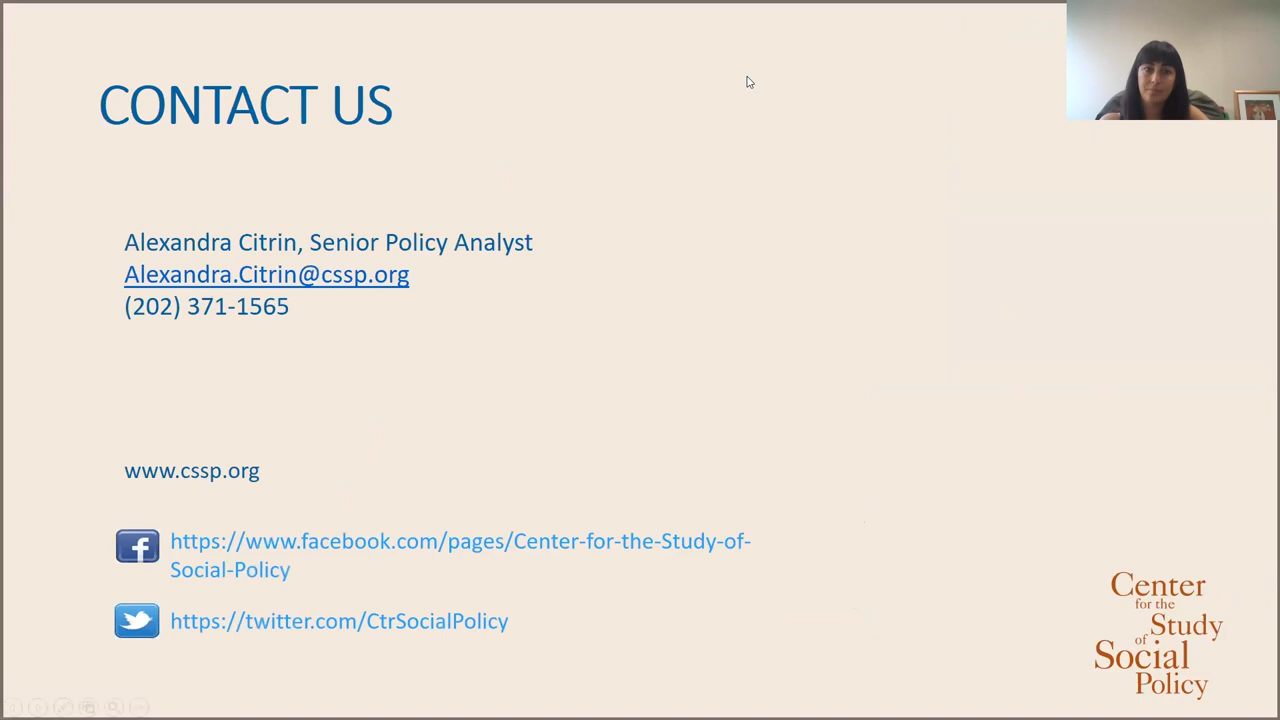 CONTACT US
Alexandra Citrin, Senior Policy Analyst
Alexandra.Citrin@cssp.org
(202) 371-1565
www.cssp.org
https://www.facebook.com/pages/Center-for-the-Study-of-
Social-Policy
https://twitter.com/CtrSocialPolicy
Center
for the
Study
of
Social
Policy